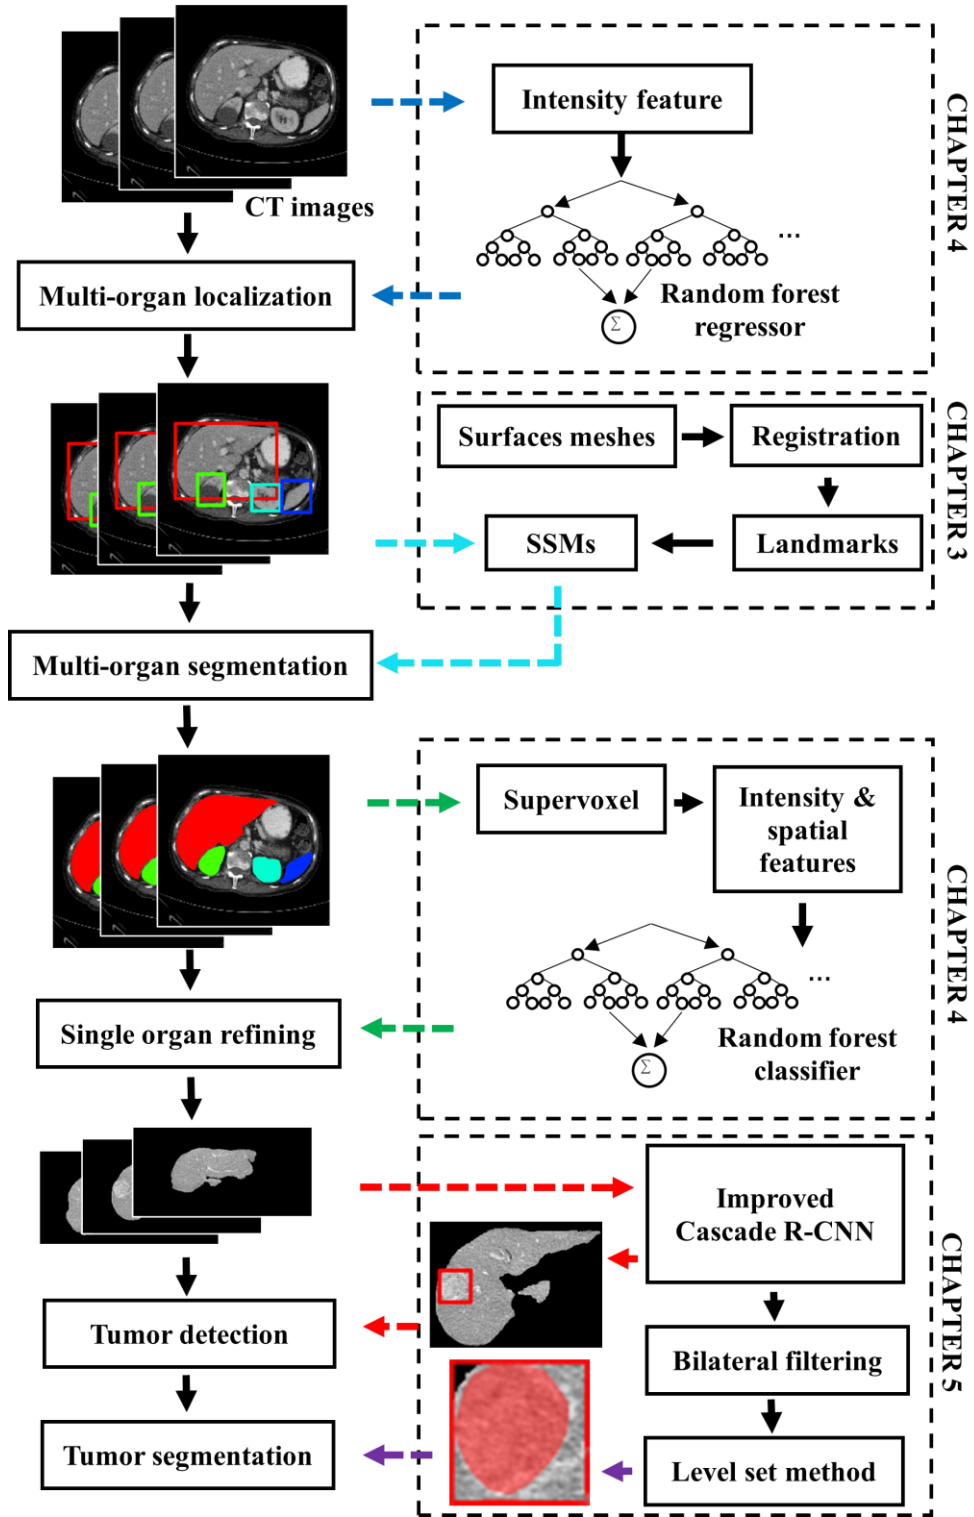 CT images
Intensity feature
CHAPTER 4
...
Multi-organ localization
Random forest
regressor
Σ
Surfaces meshes
Registration
CHAPTER 3
SSMs
Landmarks
Multi-organ segmentation
Supervoxel
Intensity &
spatial
features
CHAPTER 4
...
Single organ refining
Random forest
classifier
Σ
Improved
Cascade R-CNN
CHAPTER 5
Tumor detection
Bilateral filtering
Tumor segmentation
Level set method